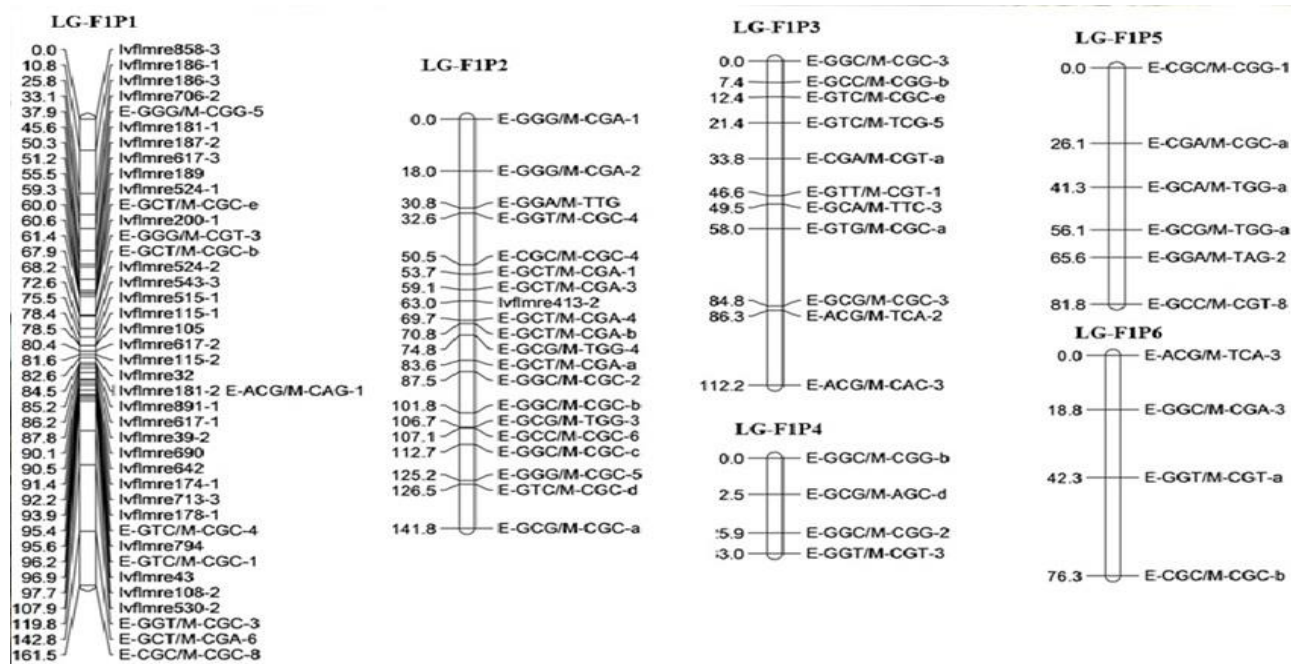 LG-F1P1
0.0 lvflmre858-3
10.8 lvflmre186-1
25.8 lvflmre186-3
33.1 lvflmre706-2
37.9 E-GGG/M-CGG-5
45.6 lvflmre181-1
50.3 lvflmre187-2
51.2 lvflmre617-3
55.5 lvflmre189
59.3 lvflmre524-1
60.0 E-GCT/M-CGC-e
60.6 lvflmre200-1
61.4 E-GGG/M-CGT-3
67.9 E-GCT/M-CGC-b
68.2 lvflmre524-2
72.6 lvflmre543-3
75.5 lvflmre515-1
78.4 lvflmre115-1
78.5 lvflmre105
80.4 lvflmre617-2
81.6 lvflmre115-2
82.6 lvflmre32
84.5 lvflmre181-2 E-ACG/M-CAG-1
85.2 lvflmre891-1
86.2 lvflmre617-1
87.8 lvflmre39-2
90.1 lvflmre690
90.5 lvflmre642
91.4 lvflmre174-1
92.2 lvflmre713-3
93.9 lvflmre178-1
95.4 E-GTC/M-CGC-4
95.6 lvflmre794
96.2 E-GTC/M-CGC-1
96.9 lvflmre43
97.7 lvflmre108-2
107.9 lvflmre530-2
119.8 E-GGT/M-CGC-3
142.8 E-GCT/M-CGA-6
161.5 E-CGC/M-CGC-8
LG-F1P2
0.0 E-GGG/M-CGA-1
18.0 E-GGG/M-CGA-2
30.8 E-GGA/M-TTG
32.6 E-GGT/M-CGC-4
50.5 E-CGC/M-CGC-4
53.7 E-GCT/M-CGA-1
59.1 E-GCT/M-CGA-3
63.0 lvflmre413-2
69.7 E-GCT/M-CGA-4
70.8 E-GCT/M-CGA-b
74.8 E-GCG/M-TGG-4
83.6 E-GCT/M-CGA-a
87.5 E-GGC/M-CGC-2
101.8 E-GGC/M-CGC-b
106.7 E-GCG/M-TGG-3
107.1 E-GCC/M-CGC-6
112.7 E-GGC/M-CGC-c
125.2 E-GGG/M-CGC-5
126.5 E-GTC/M-CGC-d
141.8 E-GCG/M-CGC-a
LG-F1P3
0.0 E-GGC/M-CGC-3
7.4 E-GCC/M-CGG-b
12.4 E-GTC/M-CGC-e
21.4 E-GTC/M-TCG-5
33.8 E-CGA/M-CGT-a
46.6 E-GTT/M-CGT-1
49.5 E-GCA/M-TTC-3
58.0 E-GTG/M-CGC-a
84.8 E-GCG/M-CGC-3
86.3 E-ACG/M-TCA-2
112.2 E-ACG/M-CAC-3
LG-F1P4
0.0 E-GGC/M-CGG-b
2.5 E-GCG/M-AGC-d
5.9 E-GGC/M-CGG-2
3.0 E-GGT/M-CGT-3
LG-F1P5
0.0 E-CGC/M-CGG-1
26.1 E-CGA/M-CGC-a
41.3 E-GCA/M-TGG-a
56.1 E-GCG/M-TGG-a
65.6 E-GGA/M-TAG-2
81.8 E-GCC/M-CGT-8
LG-F1P6
0.0 E-ACG/M-TCA-3
18.8 E-GGC/M-CGA-3
42.3 E-GGT/M-CGT-a
76.3 E-CGC/M-CGC-b